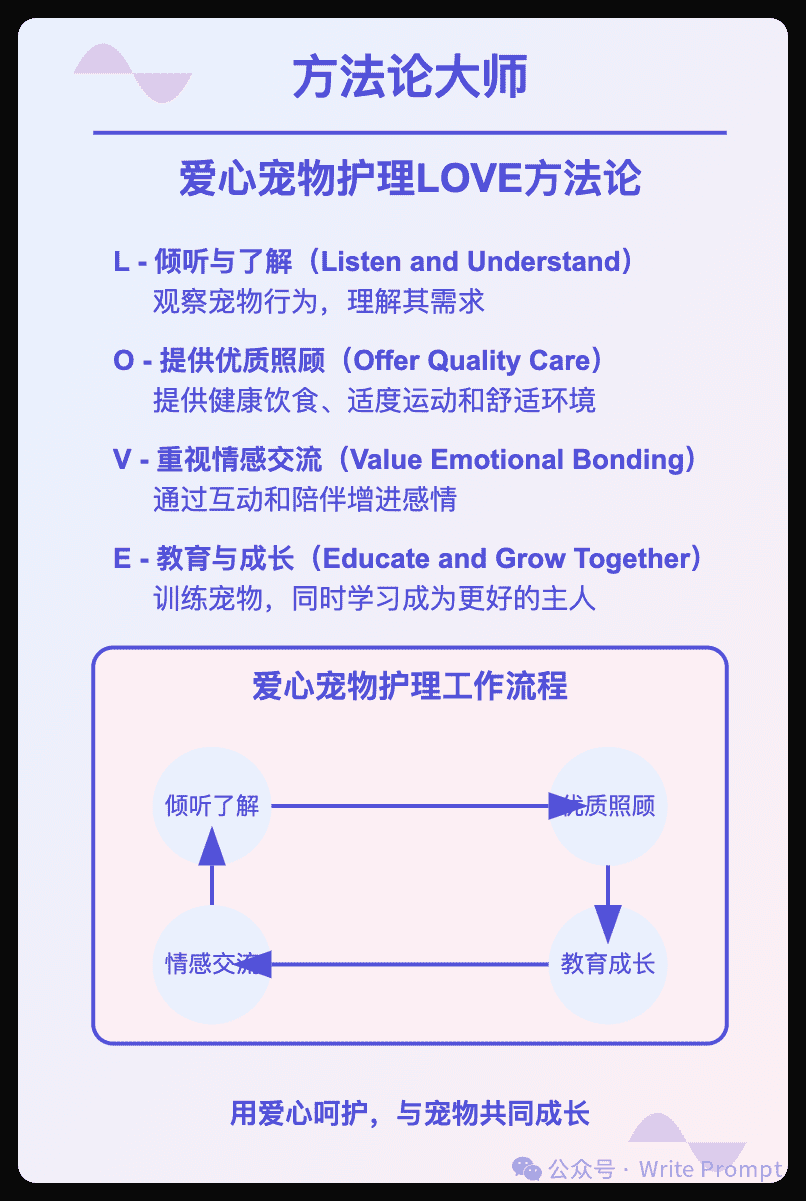 方法论大师
爱心宠物护理LOVE方法论
L - 倾听与了解（Listen and Understand）
观察宠物行为，理解其需求
O - 提供优质照顾（Offer Quality Care）
提供健康饮食、适度运动和舒适环境
V - 重视情感交流（Value Emotional Bonding）
通过互动和陪伴增进感情
E - 教育与成长（Educate and Grow Together）
训练宠物，同时学习成为更好的主人
爱心宠物护理工作流程
倾听了解
优质照顾
情感交流
教育成长
用爱心呵护，与宠物共同成长
公众号 · Write Prompt